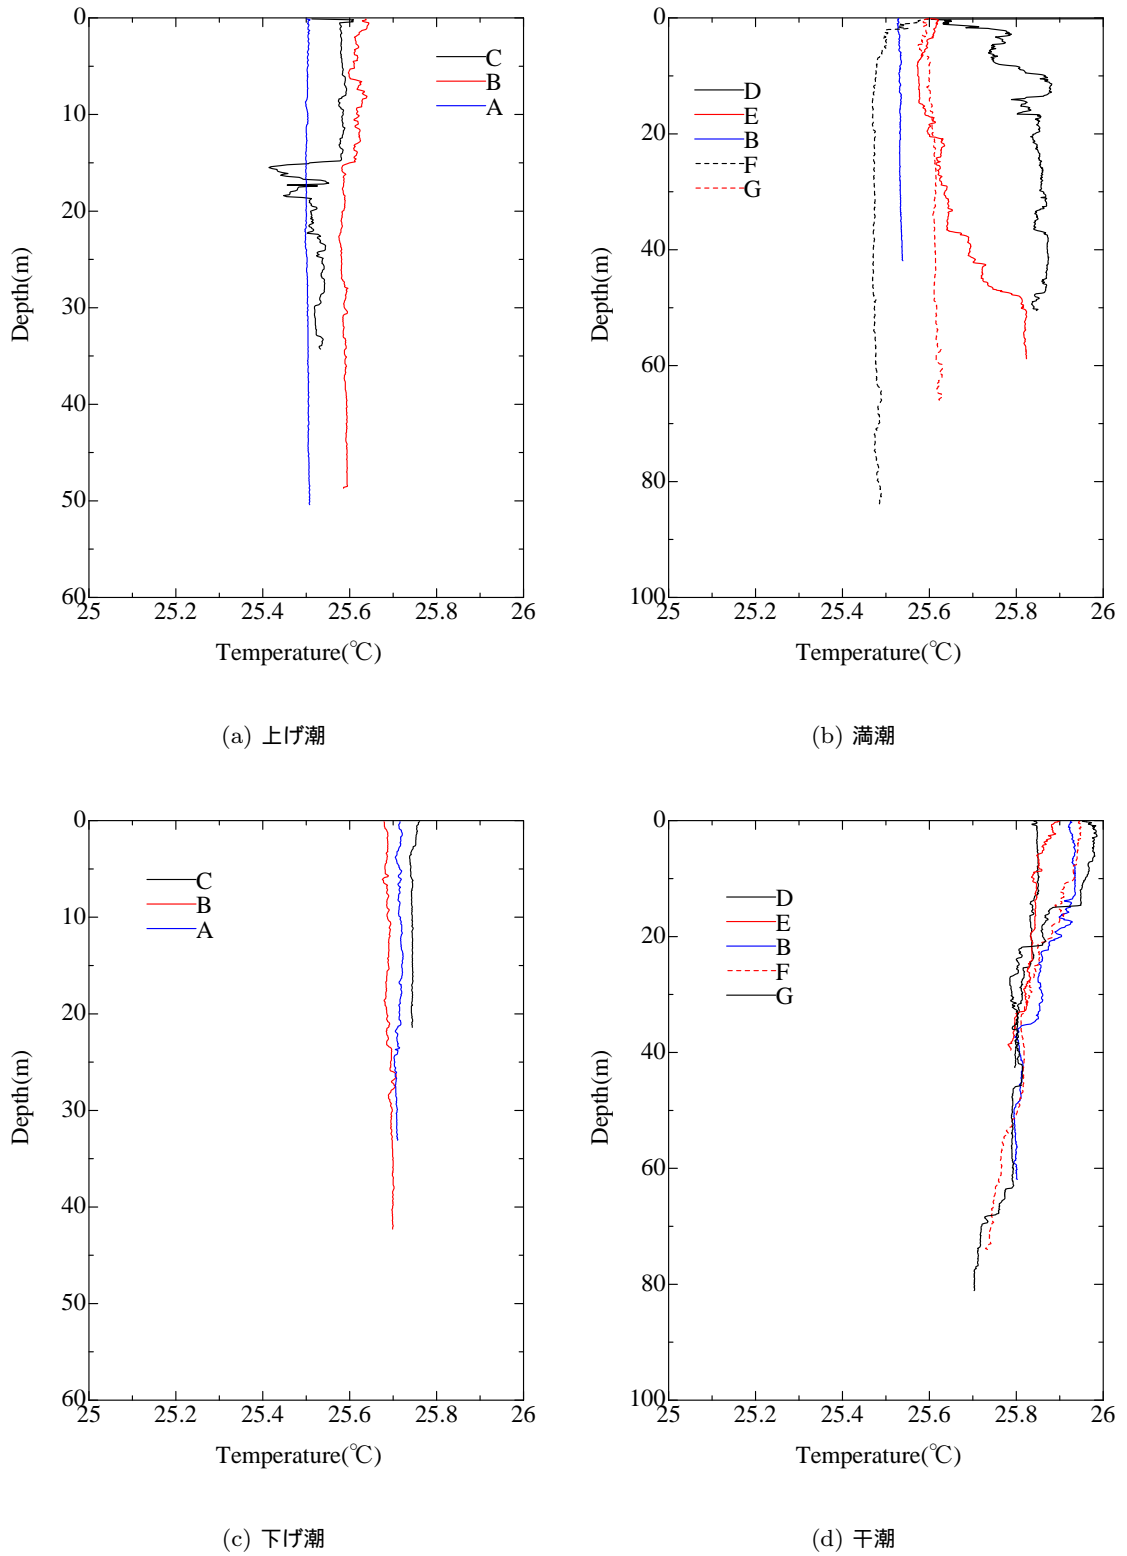 0
10
20
30
40
50
60
25
25.2
25.4
25.6
25.8
26
Depth(m)
Temperature(℃)
C
B
A
(a) 上げ潮
0
20
40
60
80
100
25
25.2
25.4
25.6
25.8
26
Depth(m)
Temperature(℃)
D
E
B
F
G
(b) 満潮
0
10
20
30
40
50
60
25
25.2
25.4
25.6
25.8
26
Depth(m)
Temperature(℃)
C
B
A
(c) 下げ潮
0
20
40
60
80
100
25
25.2
25.4
25.6
25.8
26
Depth(m)
Temperature(℃)
D
E
B
F
G
(d) 干潮